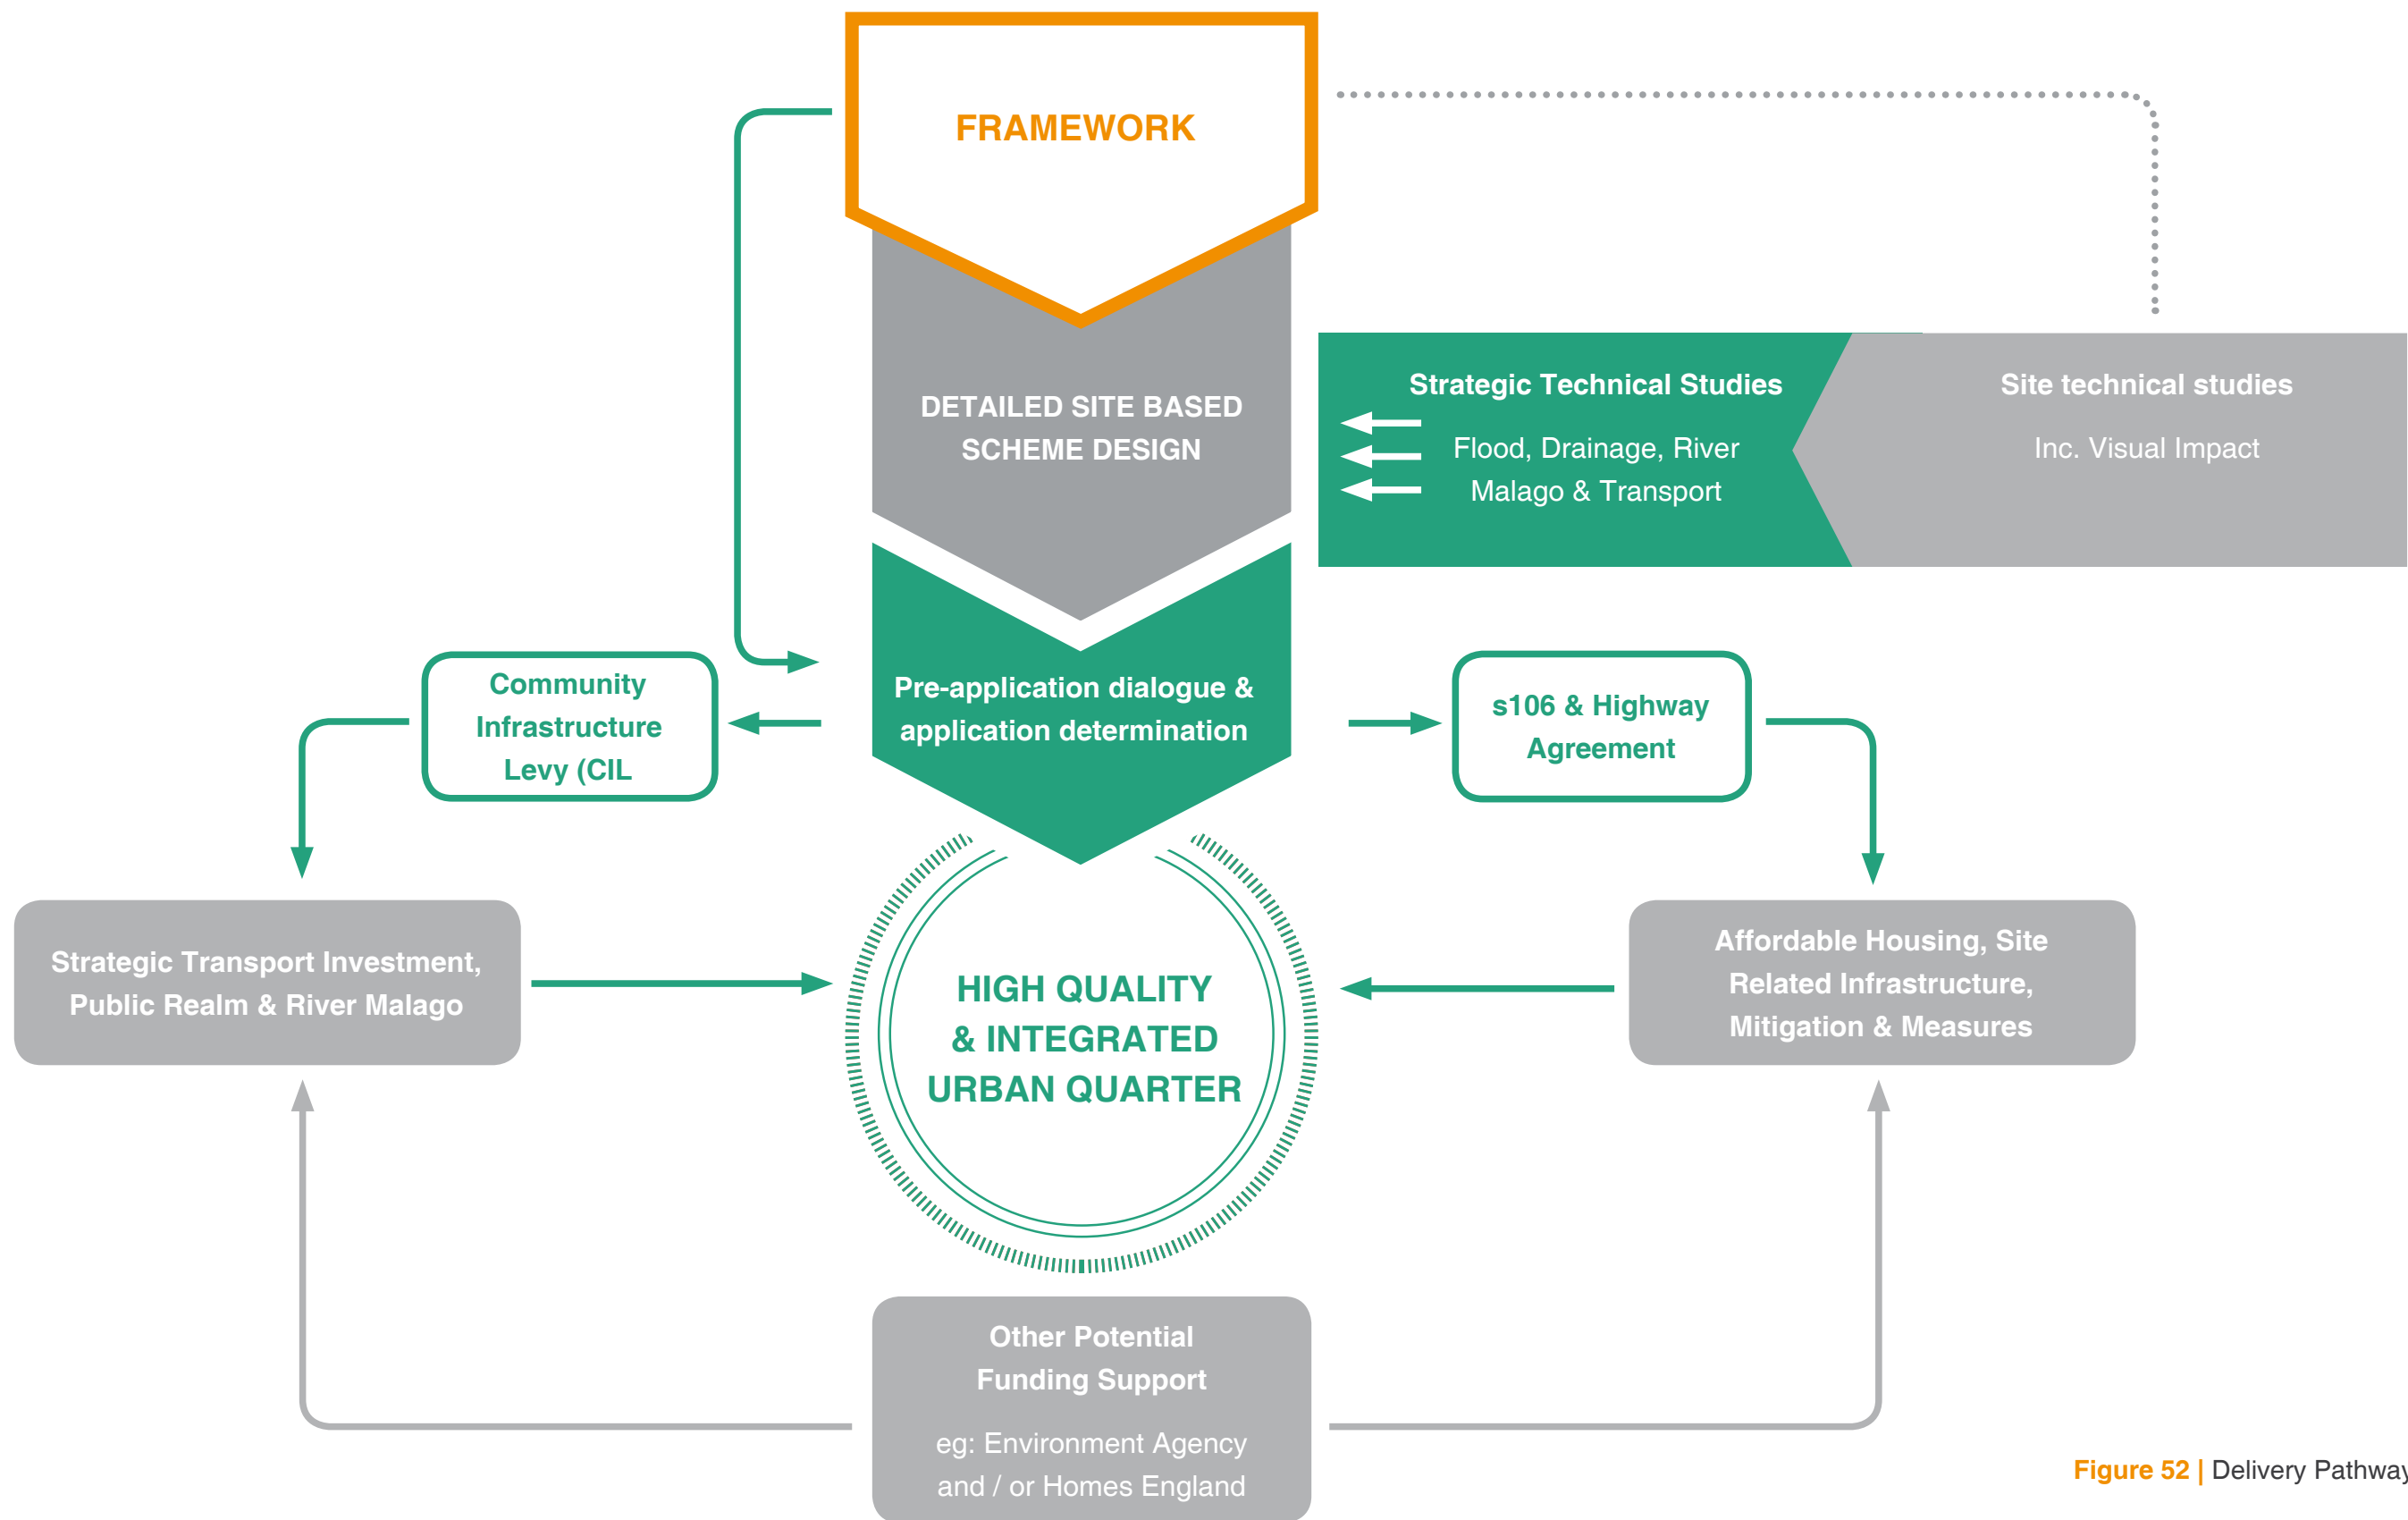 FRAMEWORK
DETAILED SITE BASED
SCHEME DESIGN
Strategic Technical Studies
Flood, Drainage, River
Malago & Transport
Site technical studies
Inc. Visual Impact
Community
Infrastructure
Levy (CIL
Pre-application dialogue &
application determination
s106 & Highway
Agreement
Strategic Transport Investment,
Public Realm & River Malago
HIGH QUALITY
& INTEGRATED
URBAN QUARTER
Affordable Housing, Site
Related Infrastructure,
Mitigation & Measures
Other Potential
Funding Support
eg: Environment Agency
and / or Homes England
Figure 52 | Delivery Pathway